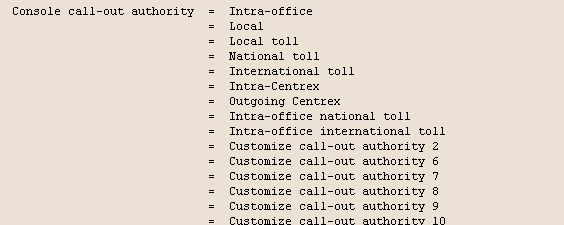 Console call-out authority = Intra-office
= Local
= Local toll
= National toll
= International toll
= Intra-Centrex
= Outgoing Centrex
= Intra-office national toll
= Intra-office international toll
= Customize call-out authority 2
= Customize call-out authority 6
= Customize call-out authority 7
= Customize call-out authority 8
= Customize call-out authority 9
= Customize call-out authority 10